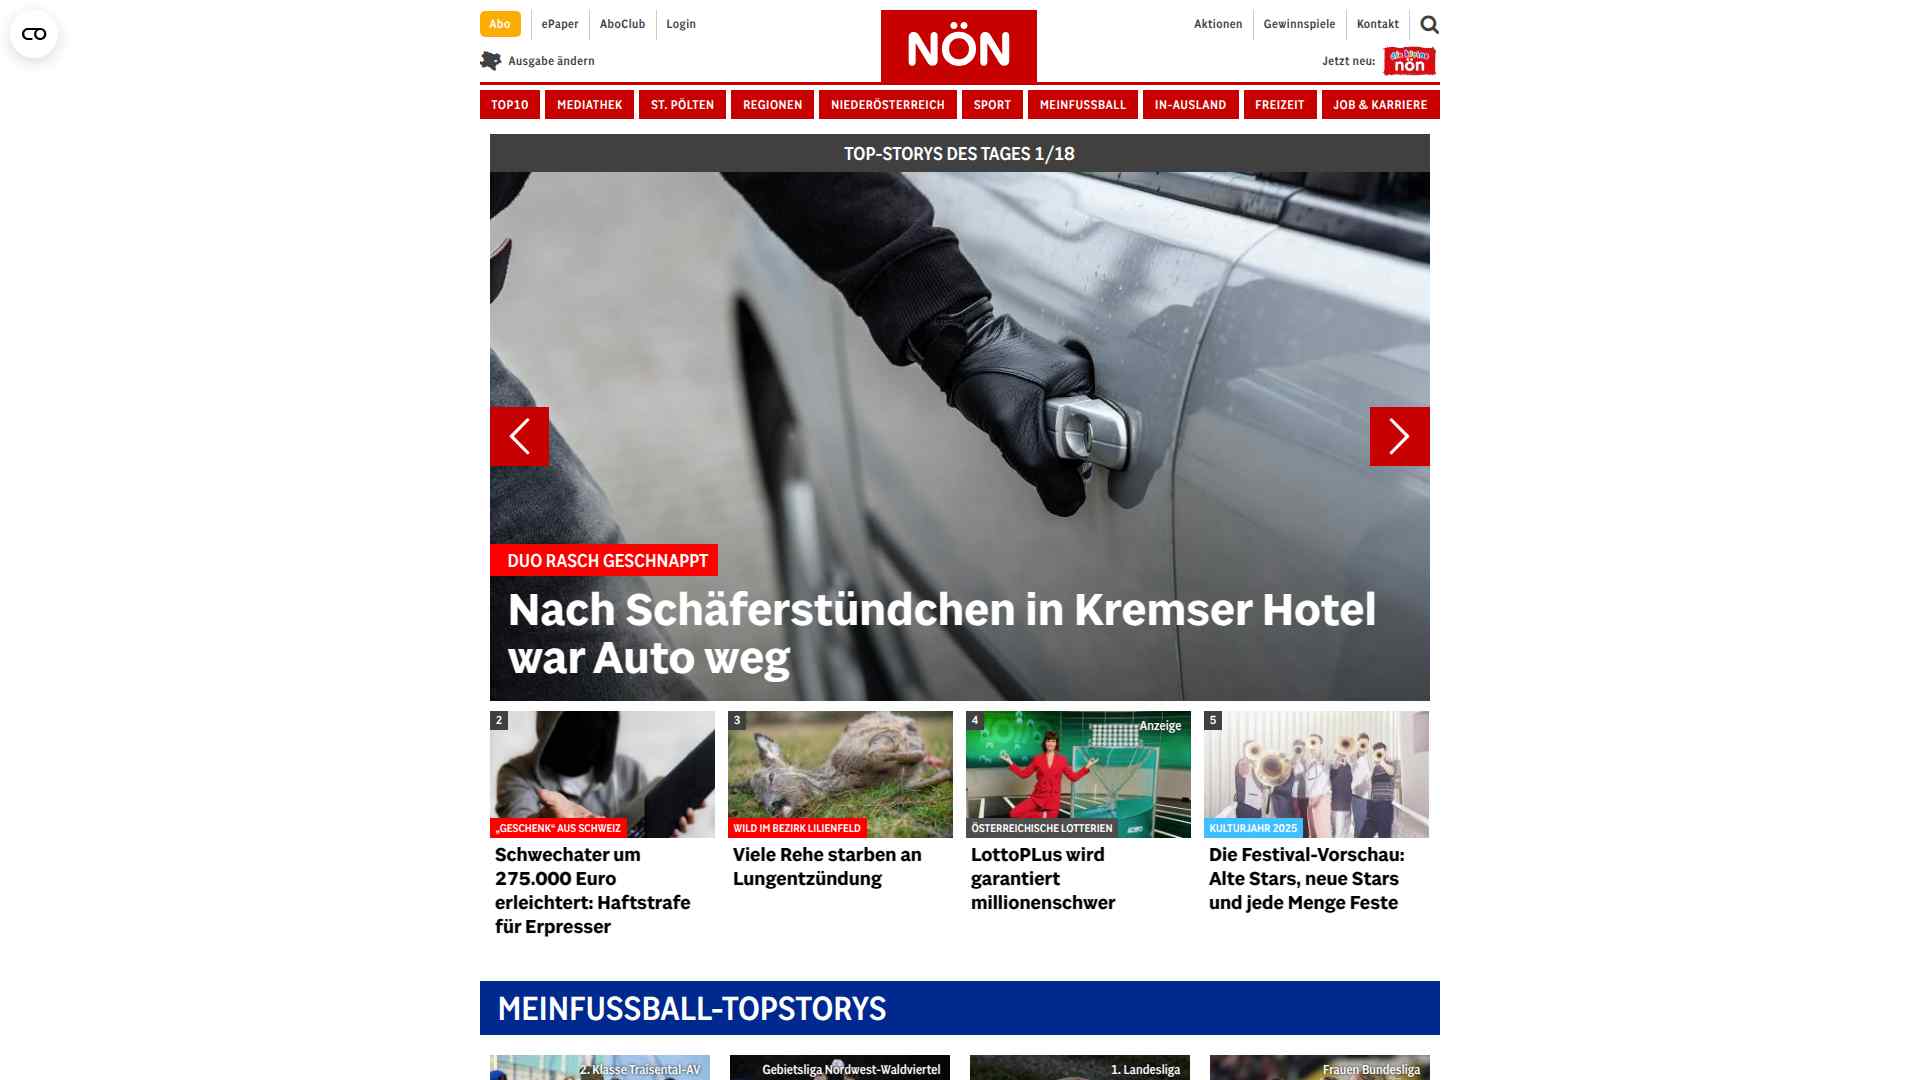 Abo
ePaper
AboClub
Login
NÖN
Aktionen
Gewinnspiele
Kontakt
Ausgabe ändern
Jetzt neu:
die kleine
nön
TOP10
MEDIATHEK
ST. PÖLTEN
REGIONEN
NIEDERÖSTERREICH
SPORT
MEINFUSSBALL
IN-AUSLAND
FREIZEIT
JOB & KARRIERE
TOP-STORYS DES TAGES 1/18
DUO RASCH GESCHNAPPT
Nach Schäferstündchen in Kremser Hotel
war Auto weg
2
„GESCHENK“ AUS SCHWEIZ
Schwechater um
275.000 Euro
erleichtert: Haftstrafe
für Erpresser
3
WILD IM BEZIRK LILIENFELD
Viele Rehe starben an
Lungentzündung
4
Anzeige
ÖSTERREICHISCHE LOTTERIEN
LottoPLus wird
garantiert
millionenschwer
5
KULTURJAHR 2025
Die Festival-Vorschau:
Alte Stars, neue Stars
und jede Menge Feste
MEINFUSSBALL-TOPSTORYS
2. Klasse Traisental-AV
Gebietsliga Nordwest-Waldviertel
1. Landesliga
Frauen Bundesliga